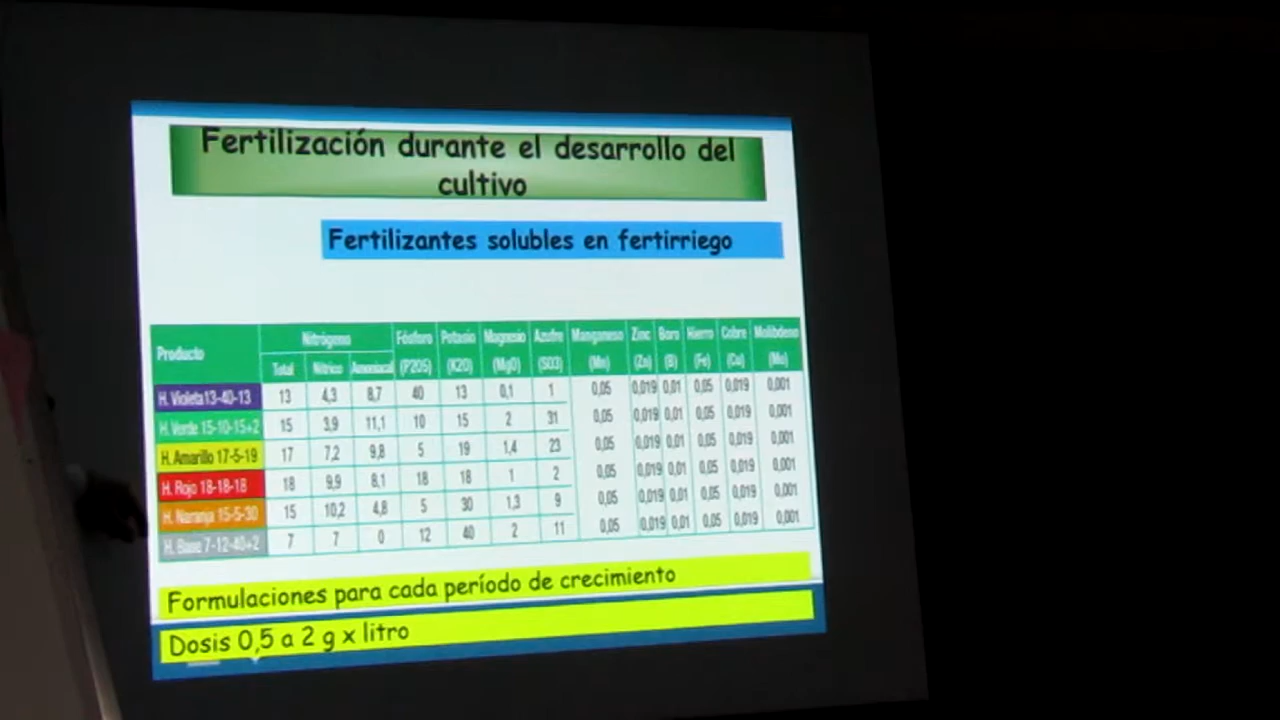 Fertilización durante el desarrollo del
cultivo
Fertilizantes solubles en fertirriego
Producto Nitrógeno Fósforo Potasio Magnesio Azufre Manganeso Zinc Boro Hierro Cobre Molibdeno
Total Nítrico Amoniacal (P2O5) (K2O) (MgO) (SO3) (Mn) (Zn) (B) (Fe) (Cu) (Mo)
H. Violeta 13-40-13 13 4,3 8,7 40 13 0,1 1 0,05 0,019 0,01 0,05 0,019 0,001
H. Verde 15-10-15+2 15 3,9 11,1 10 15 2 31 0,05 0,019 0,01 0,05 0,019 0,001
H. Amarillo 17-5-19 17 7,2 9,8 5 19 1,4 23 0,05 0,019 0,01 0,05 0,019 0,001
H. Rojo 18-18-18 18 9,9 8,1 18 18 1 2 0,05 0,019 0,01 0,05 0,019 0,001
H. Naranja 15-5-30 15 10,2 4,8 5 30 1,3 9 0,05 0,019 0,01 0,05 0,019 0,001
H. Base 7-12-40+2 7 7 0 12 40 2 11 0,05 0,019 0,01 0,05 0,019 0,001
Formulaciones para cada período de crecimiento
Dosis 0,5 a 2 g x litro